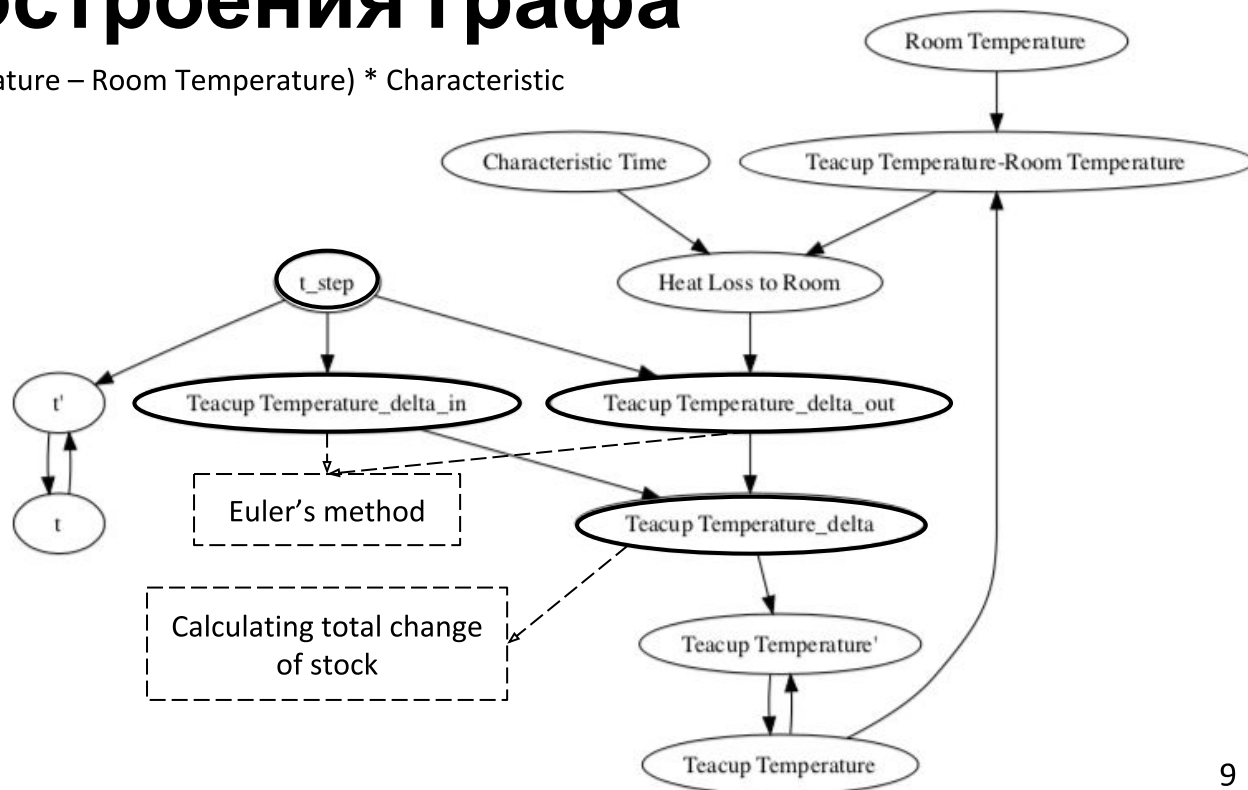 остроения графа
ature – Room Temperature) * Characteristic
Room Temperature
Characteristic Time
Teacup Temperature-Room Temperature
t_step
Heat Loss to Room
t'
Teacup Temperature_delta_in
Teacup Temperature_delta_out
Euler’s method
t
Teacup Temperature_delta
Calculating total change
of stock
Teacup Temperature'
Teacup Temperature
9